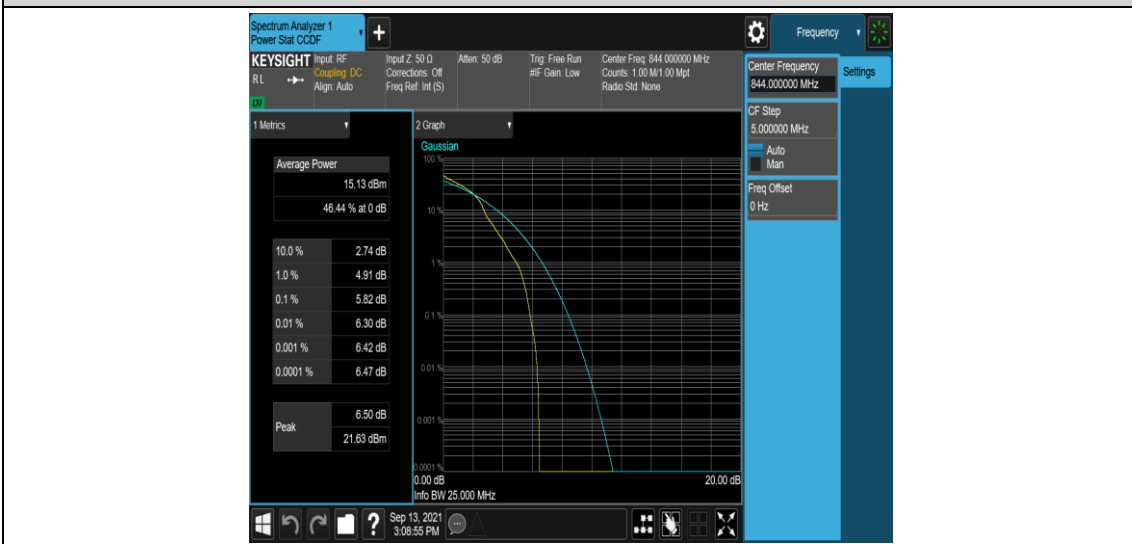 Spectrum Analyzer 1
Power Stat CCDF
Frequency
KEYSIGHT
RL
LM
Input: RF
Coupling: DC
Align: Auto
Input Z: 50 Ω
Corrections: Off
Freq Ref: Int (S)
Atten: 50 dB
Trig: Free Run
#IF Gain: Low
Center Freq: 844.000000 MHz
Counts: 1.00 M/1.00 Mpt
Radio Std: None
Center Frequency
844.000000 MHz
Settings
CF Step
5.000000 MHz
Auto
Man
Freq Offset
0 Hz
1 Metrics
Average Power
15.13 dBm
46.44 % at 0 dB
10.0 % 2.74 dB
1.0 % 4.91 dB
0.1 % 5.82 dB
0.01 % 6.30 dB
0.001 % 6.42 dB
0.0001 % 6.47 dB
Peak
6.50 dB
21.63 dBm
2 Graph
Gaussian
100 %
10 %
1 %
0.1 %
0.01 %
0.001 %
0.0001 %
0.00 dB 20.00 dB
Info BW 25.000 MHz
?
Sep 13, 2021
3:08:55 PM